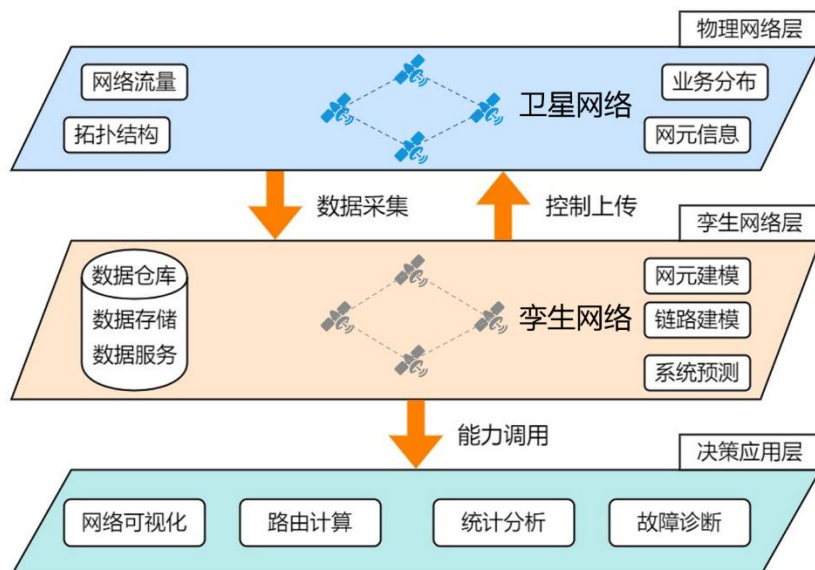 物理网络层
网络流量
业务分布
卫星网络
拓扑结构
网元信息
数据采集
控制上传
孪生网络层
数据仓库
网元建模
数据存储
孪生网络
链路建模
数据服务
系统预测
能力调用
决策应用层
网络可视化
路由计算
统计分析
故障诊断